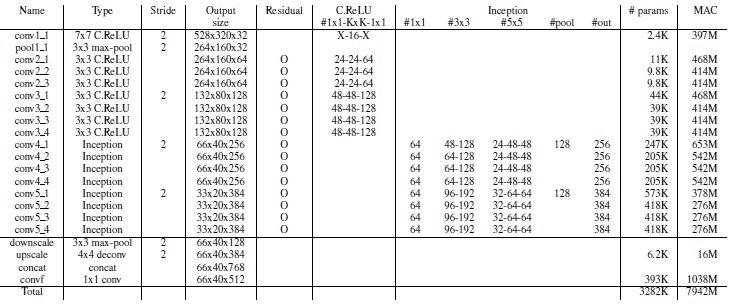 Name Type Stride Output size Residual C.ReLU #1x1-KxK-1x1 Inception #1x1 #3x3 #5x5 #pool #out # params MAC
conv1_1 7x7 C.ReLU 2 528x320x32 X-16-X 2.4K 397M
pool1_1 3x3 max-pool 2 264x160x32
conv2_1 3x3 C.ReLU 264x160x64 O 24-24-64 11K 468M
conv2_2 3x3 C.ReLU 264x160x64 O 24-24-64 9.8K 414M
conv2_3 3x3 C.ReLU 264x160x64 O 24-24-64 9.8K 414M
conv3_1 3x3 C.ReLU 2 132x80x128 O 48-48-128 44K 468M
conv3_2 3x3 C.ReLU 132x80x128 O 48-48-128 39K 414M
conv3_3 3x3 C.ReLU 132x80x128 O 48-48-128 39K 414M
conv3_4 3x3 C.ReLU 132x80x128 O 48-48-128 39K 414M
conv4_1 Inception 2 66x40x256 O 64 48-128 24-48-48 128 256 247K 653M
conv4_2 Inception 66x40x256 O 64 64-128 24-48-48 256 205K 542M
conv4_3 Inception 66x40x256 O 64 64-128 24-48-48 256 205K 542M
conv4_4 Inception 66x40x256 O 64 64-128 24-48-48 256 205K 542M
conv5_1 Inception 2 33x20x384 O 64 96-192 32-64-64 128 384 573K 378M
conv5_2 Inception 33x20x384 O 64 96-192 32-64-64 384 418K 276M
conv5_3 Inception 33x20x384 O 64 96-192 32-64-64 384 418K 276M
conv5_4 Inception 33x20x384 O 64 96-192 32-64-64 384 418K 276M
downscale 3x3 max-pool 2 66x40x128
upscale 4x4 deconv 2 66x40x384 6.2K 16M
concat concat 66x40x768
convf 1x1 conv 66x40x512 393K 1038M
Total 3282K 7942M